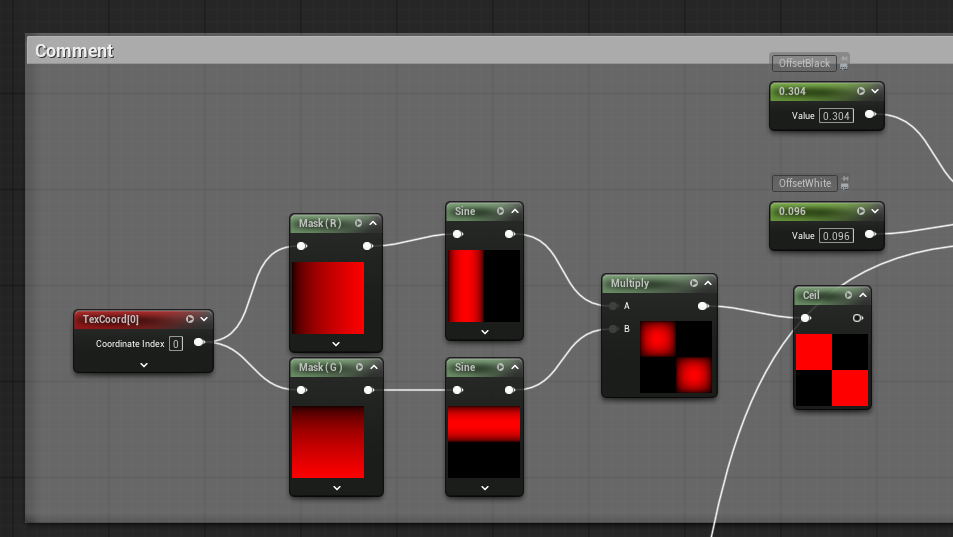 Comment
OffsetBlack
0.304
Value 0.304
OffsetWhite
0.096
Value 0.096
Mask(R)
Sine
Multiply
A
B
Ceil
TexCoord[0]
Coordinate Index 0
Mask(G)
Sine